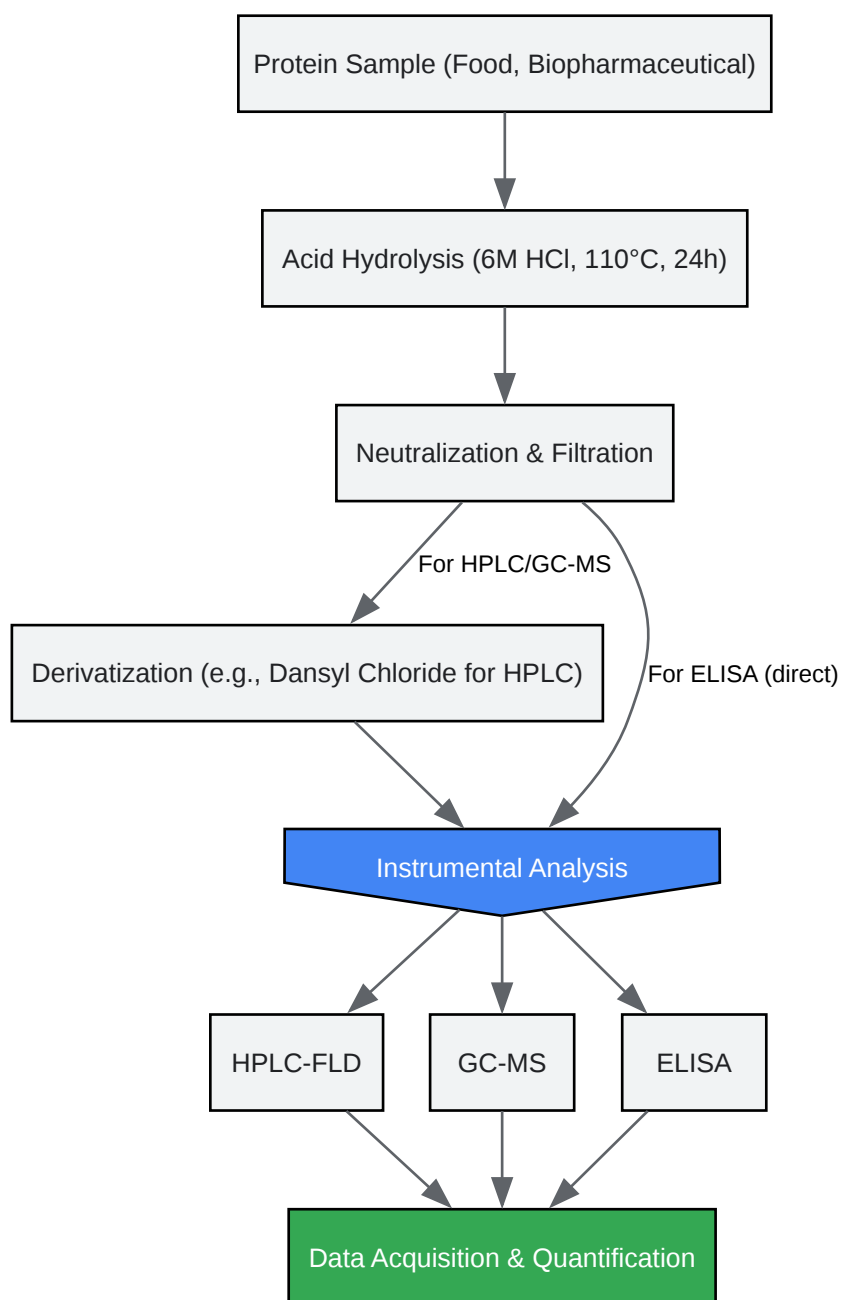 Protein Sample (Food, Biopharmaceutical)
Acid Hydrolysis (6M HCl, 110°C, 24h)
Neutralization & Filtration
For HPLC/GC-MS
Derivatization (e.g., Dansyl Chloride for HPLC)
For ELISA (direct)
Instrumental Analysis
HPLC-FLD
GC-MS
ELISA
Data Acquisition & Quantification